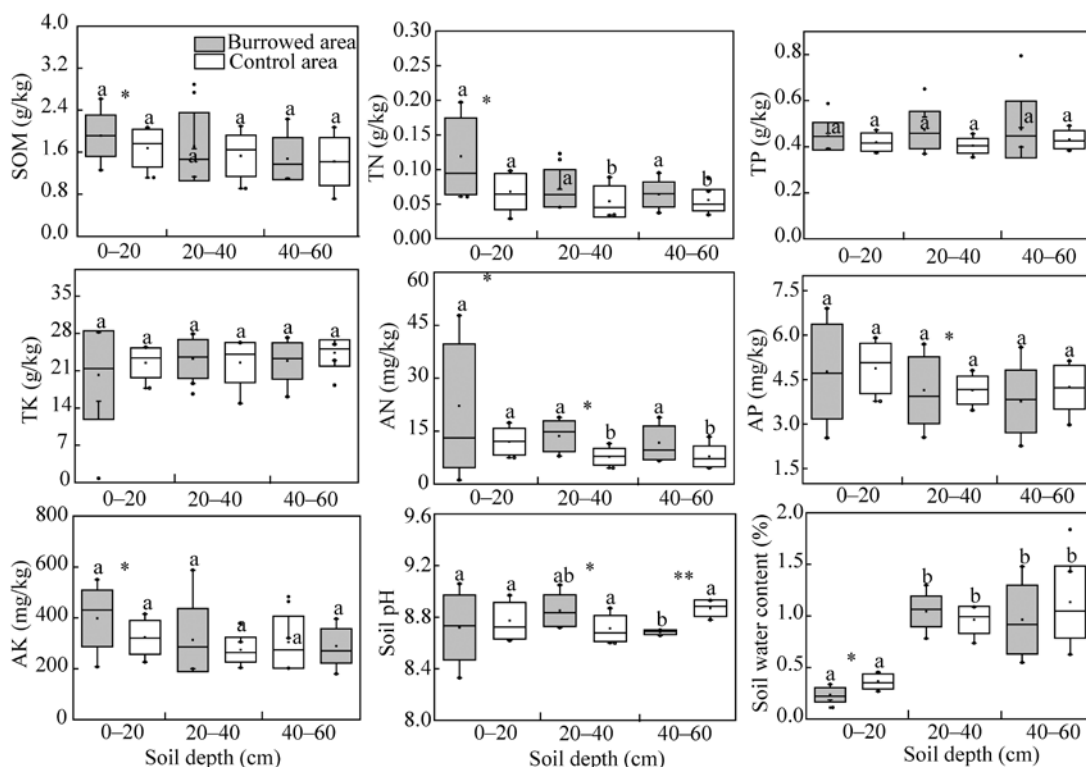 4.0
3.2
2.4
1.6
0.8
0.0
SOM (g/kg)
Burrowed area
Control area
a * a a a a a
0–20 20–40 40–60
0.30
0.25
0.20
0.15
0.10
0.05
0.00
TN (g/kg)
a * a a b a b
0–20 20–40 40–60
0.8
0.6
0.4
0.2
0.0
TP (g/kg)
a a a a a a
0–20 20–40 40–60
35
28
21
14
7
0
TK (g/kg)
a a a a a a
0–20 20–40 40–60
60
45
30
15
0
AN (mg/kg)
a * a a * b a b
0–20 20–40 40–60
7.5
6.0
4.5
3.0
1.5
AP (mg/kg)
a a a * a a a
0–20 20–40 40–60
800
600
400
200
0
AK (mg/kg)
a * a a a a a
0–20 20–40 40–60
Soil depth (cm)
9.6
9.2
8.8
8.4
8.0
Soil pH
a a ab * a b ** a
0–20 20–40 40–60
Soil depth (cm)
2.0
1.5
1.0
0.5
0.0
Soil water content (%)
a * a b b b b
0–20 20–40 40–60
Soil depth (cm)